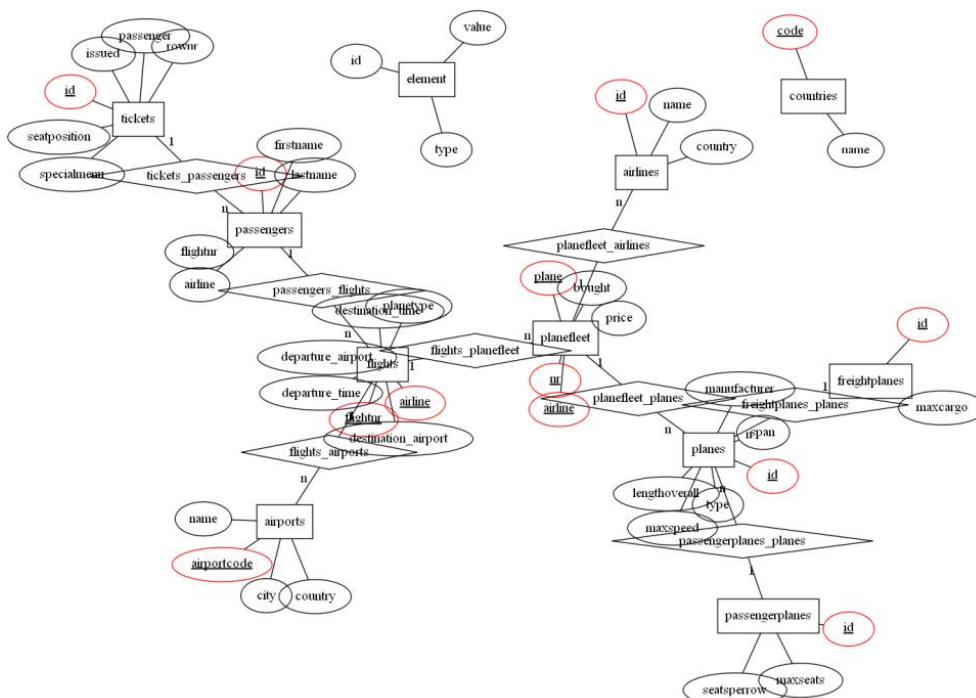 passenger
value
issued
rownr
code
id
element
id
tickets
id
name
countries
seatposition
type
firstname
country
name
1
specialmenu
tickets_passengers
id
lastname
airlines
n
n
passengers
flightnr
1
planefleet_airlines
airline
passengers_flights
plane
bought
1
destination_time
planetype
price
id
n
flights_planefleet
n
planefleet
departure_airport
flights
1
1
freightplanes
departure_time
nr
manufacturer
1
airline
planefleet_planes
freightplanes_planes
maxcargo
flightnr
airline
destination_airport
n
n
span
flights_airports
planes
n
id
lengthoverall
n
type
name
airports
maxspeed
passengerplanes_planes
airportcode
1
city
country
passengerplanes
id
seatsperrow
maxseats